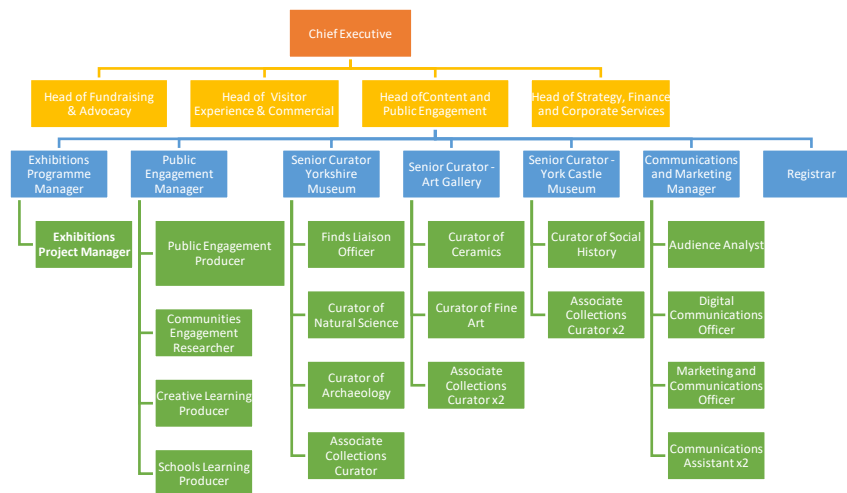 Chief Executive
Head of Fundraising
& Advocacy
Head of Visitor
Experience & Commercial
Head ofContent and
Public Engagement
Head of Strategy, Finance
and Corporate Services
Exhibitions
Programme
Manager
Public
Engagement
Manager
Senior Curator
Yorkshire
Museum
Senior Curator -
Art Gallery
Senior Curator -
York Castle
Museum
Communications
and Marketing
Manager
Registrar
Exhibitions
Project Manager
Public Engagement
Producer
Communities
Engagement
Researcher
Creative Learning
Producer
Schools Learning
Producer
Finds Liaison
Officer
Curator of
Natural Science
Curator of
Archaeology
Associate
Collections
Curator
Curator of
Ceramics
Curator of Fine
Art
Associate
Collections
Curator x2
Curator of Social
History
Associate
Collections
Curator x2
Audience Analyst
Digital
Communications
Officer
Marketing and
Communications
Officer
Communications
Assistant x2